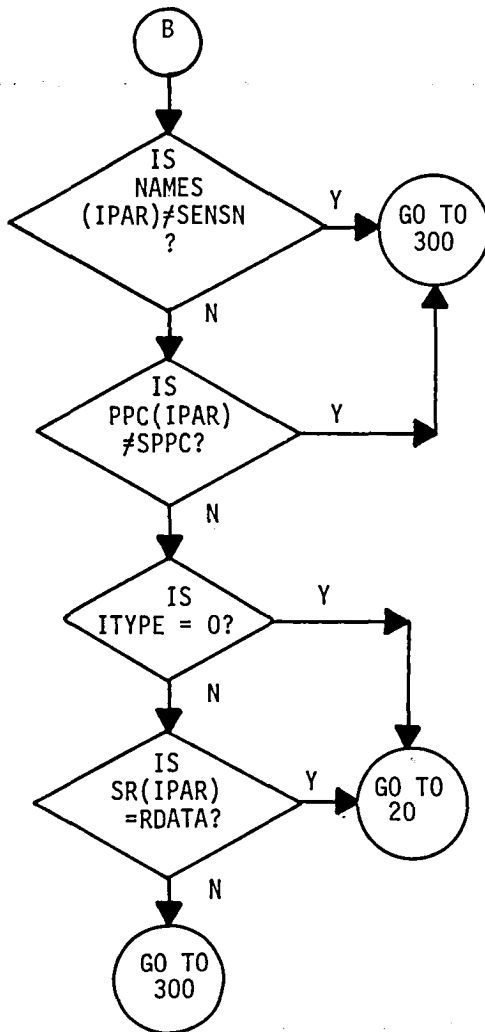 B
IS
NAMES
(IPAR)≠SENSN
?
Y
GO TO
300
N
IS
PPC(IPAR)
≠SPPC?
Y
N
IS
ITYPE = 0?
Y
N
IS
SR(IPAR)
=RDATA?
Y
GO TO
20
N
GO TO
300